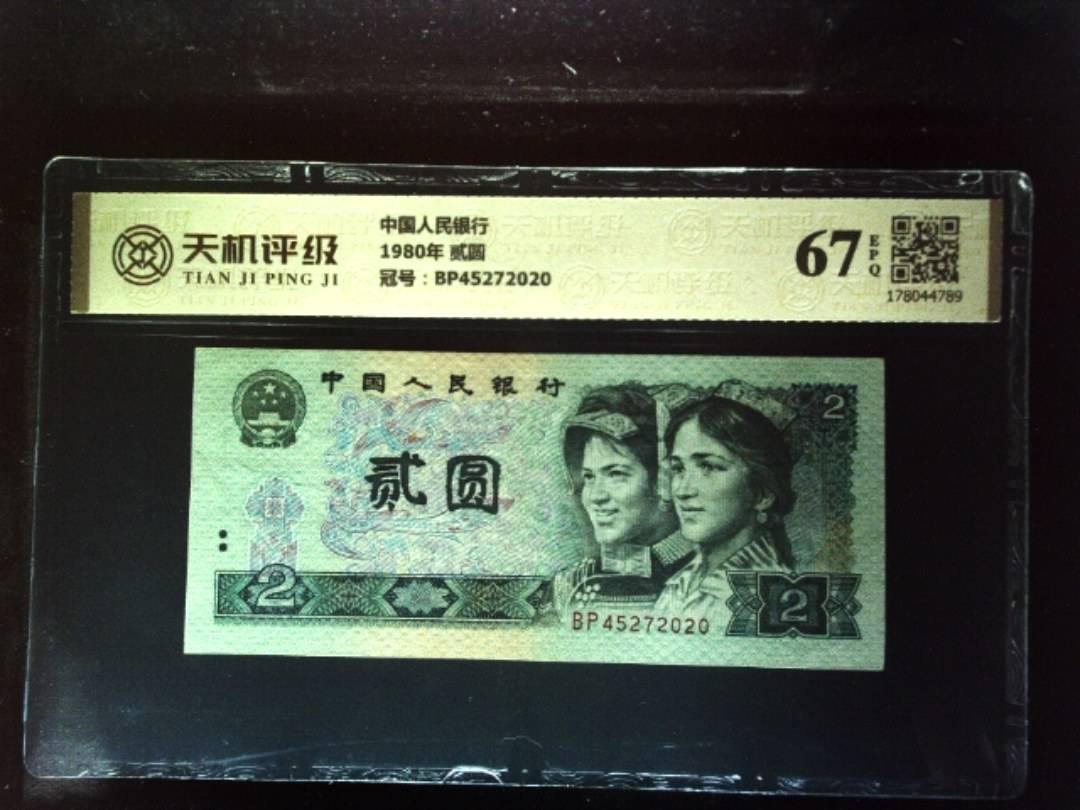 天机评级
TIAN JI PING JI
中国人民银行
1980年 贰圆
冠号：BP45272020
67
EPQ
178044789
中国人民银行
2
贰圆
2
2
BP45272020